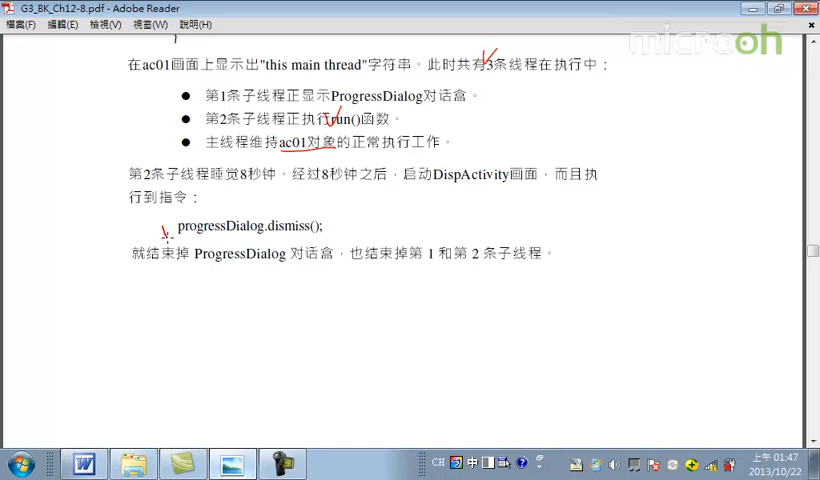 G3_BK_Ch12-8.pdf - Adobe Reader
檔案(F) 編輯(E) 檢視(V) 視窗(W) 說明(H)
microoh
在ac01画面上显示出"this main thread"字符串。此时共有3条线程在执行中：
● 第1条子线程正显示ProgressDialog对话盒。
● 第2条子线程正执行run()函数。
● 主线程维持ac01对象的正常执行工作。
第2条子线程睡觉8秒钟。经过8秒钟之后，启动DispActivity画面，而且执
行到指令：
progressDialog.dismiss();
就结束掉 ProgressDialog 对话盒，也结束掉第 1 和第 2 条子线程。
CH 中
上午 01:47
2013/10/22